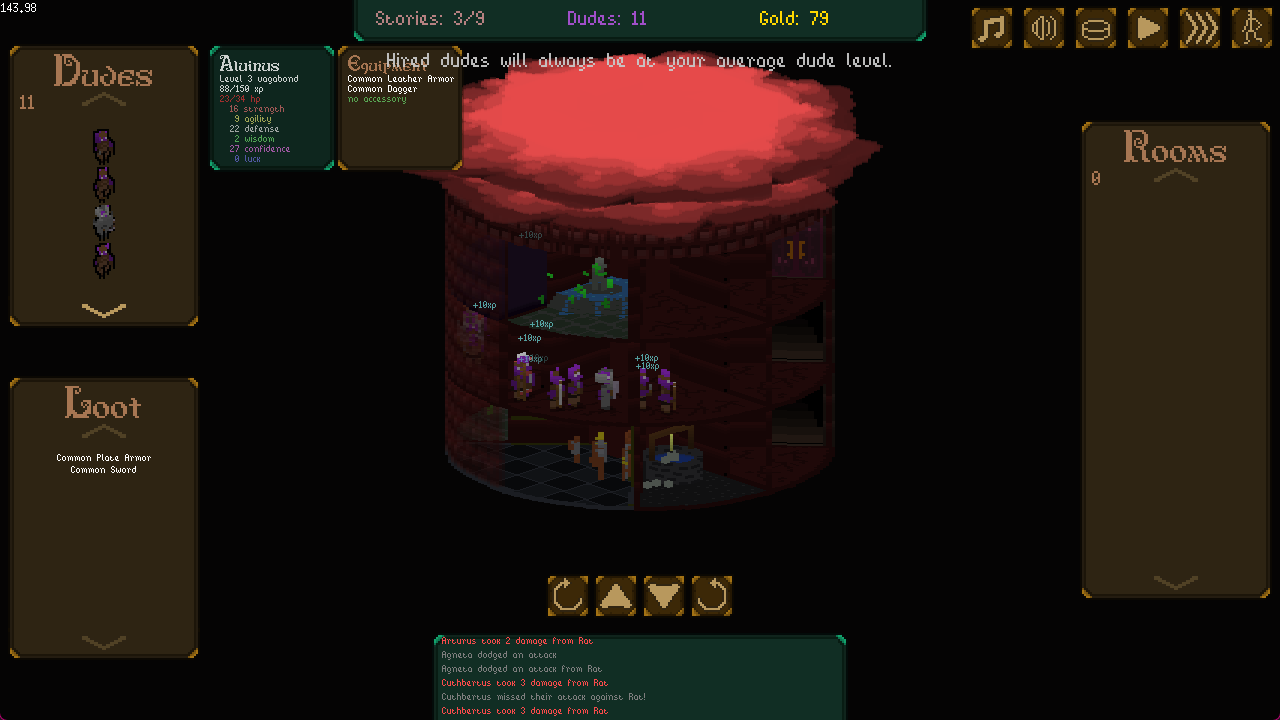 143.98
Stories: 3/9
Dudes: 11
Gold: 79
Hired dudes will always be at your average dude level.
Dudes
11
Alvinus
Level 3 vagabond
88/150 xp
23/34 hp
16 strength
9 agility
22 defense
2 wisdom
27 confidence
0 luck
Equipment
Common Leather Armor
Common Dagger
no accessory
Rooms
0
+10xp
+10xp
+10xp
+10xp
+10xp
+10xp
+10xp
Loot
Common Plate Armor
Common Sword
Arturus took 2 damage from Rat
Agneta dodged an attack
Agneta dodged an attack from Rat
Cuthbertus took 3 damage from Rat
Cuthbertus missed their attack against Rat!
Cuthbertus took 3 damage from Rat